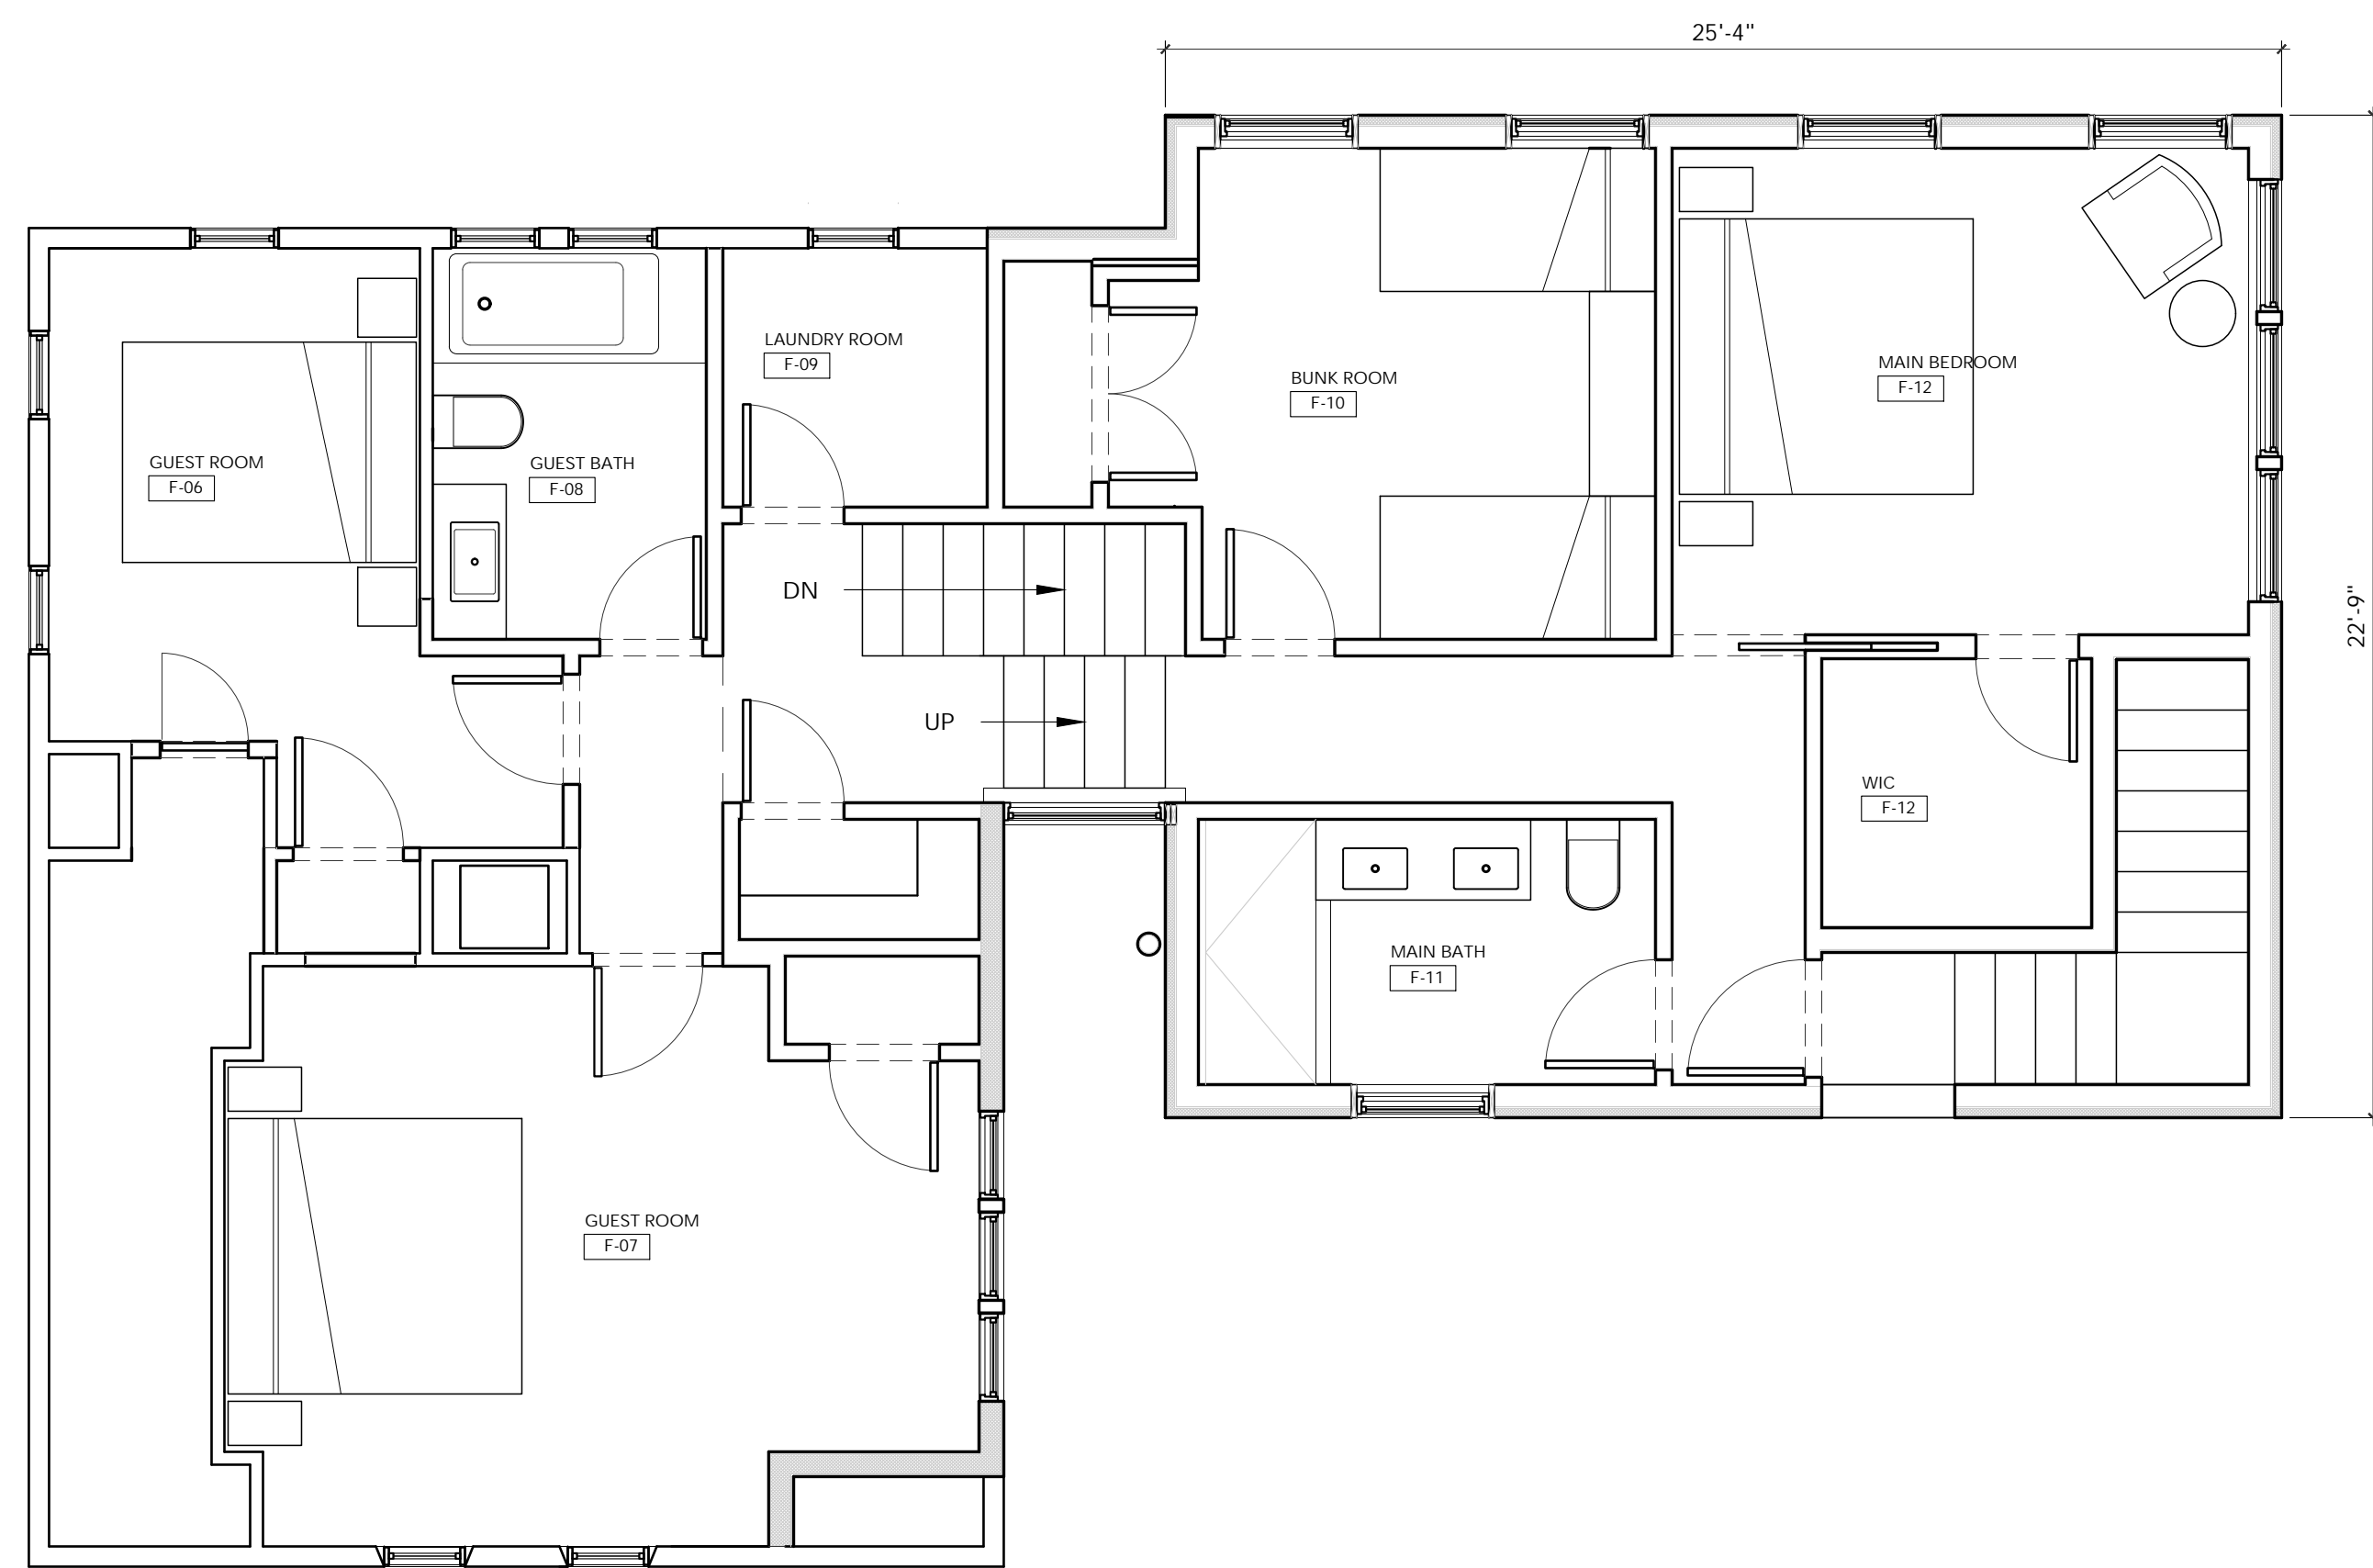 25'-4"
LAUNDRY ROOM
F-09
MAIN BEDROOM
F-12
BUNK ROOM
F-10
GUEST ROOM
F-06
GUEST BATH
F-08
DN
22'-9"
UP
WIC
F-12
MAIN BATH
F-11
GUEST ROOM
F-07